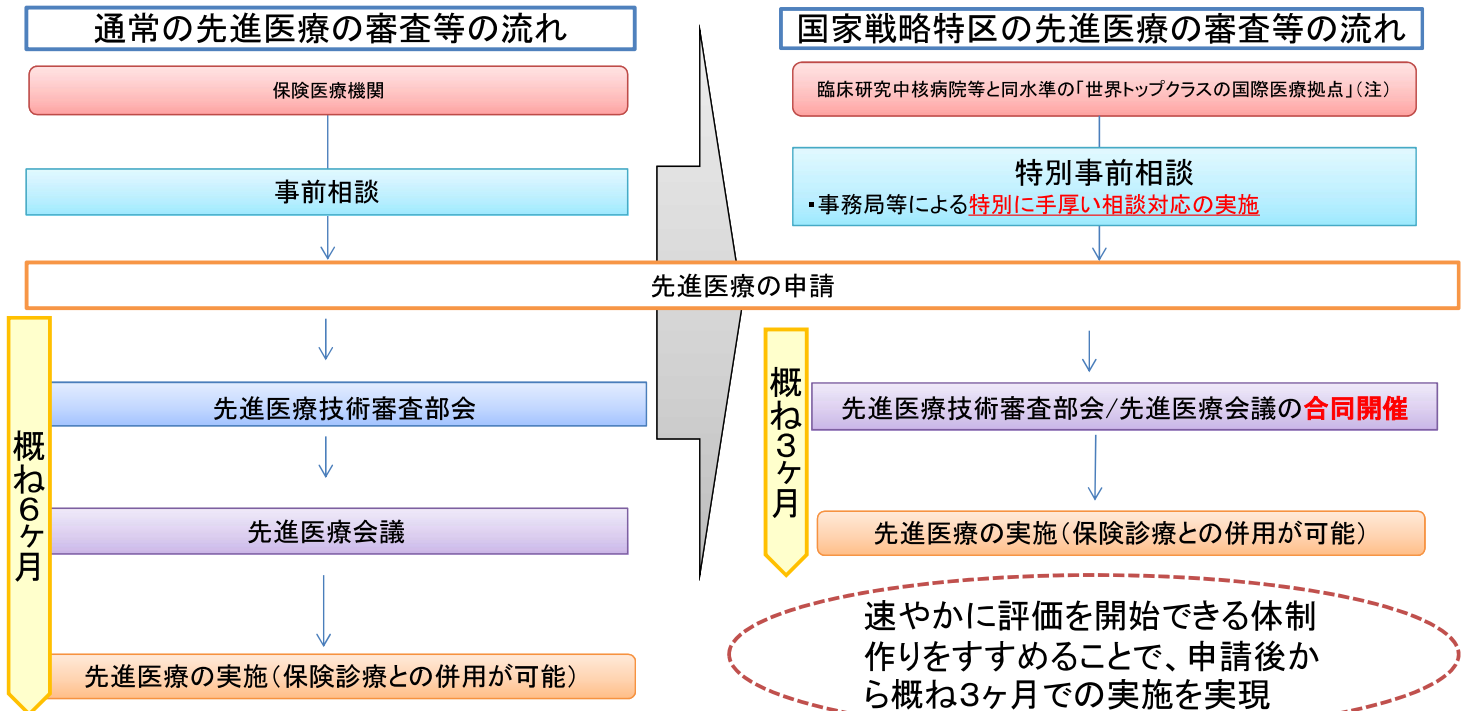 通常の先進医療の審査等の流れ
保険医療機関
事前相談
国家戦略特区の先進医療の審査等の流れ
臨床研究中核病院等と同水準の「世界トップクラスの国際医療拠点」(注)
特別事前相談
・事務局等による特別に手厚い相談対応の実施
先進医療の申請
概ね6ヶ月
先進医療技術審査部会
先進医療会議
先進医療の実施(保険診療との併用が可能)
概ね3ヶ月
先進医療技術審査部会/先進医療会議の合同開催
先進医療の実施(保険診療との併用が可能)
速やかに評価を開始できる体制
作りをすすめることで、申請後か
ら概ね3ヶ月での実施を実現